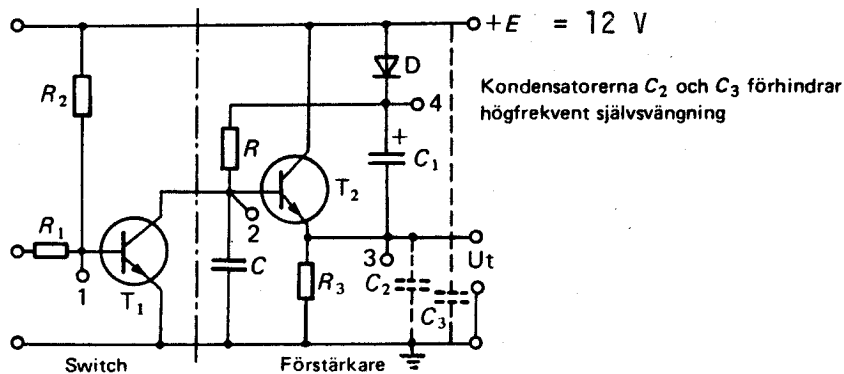 +E = 12 V
D
Kondensatorerna C₂ och C₃ förhindrar
högfrekvent självsvängning
R₂
4
R
+
C₁
T₂
R₁
2
3
Ut
1
T₁
C
R₃
C₂
C₃
Switch
Förstärkare